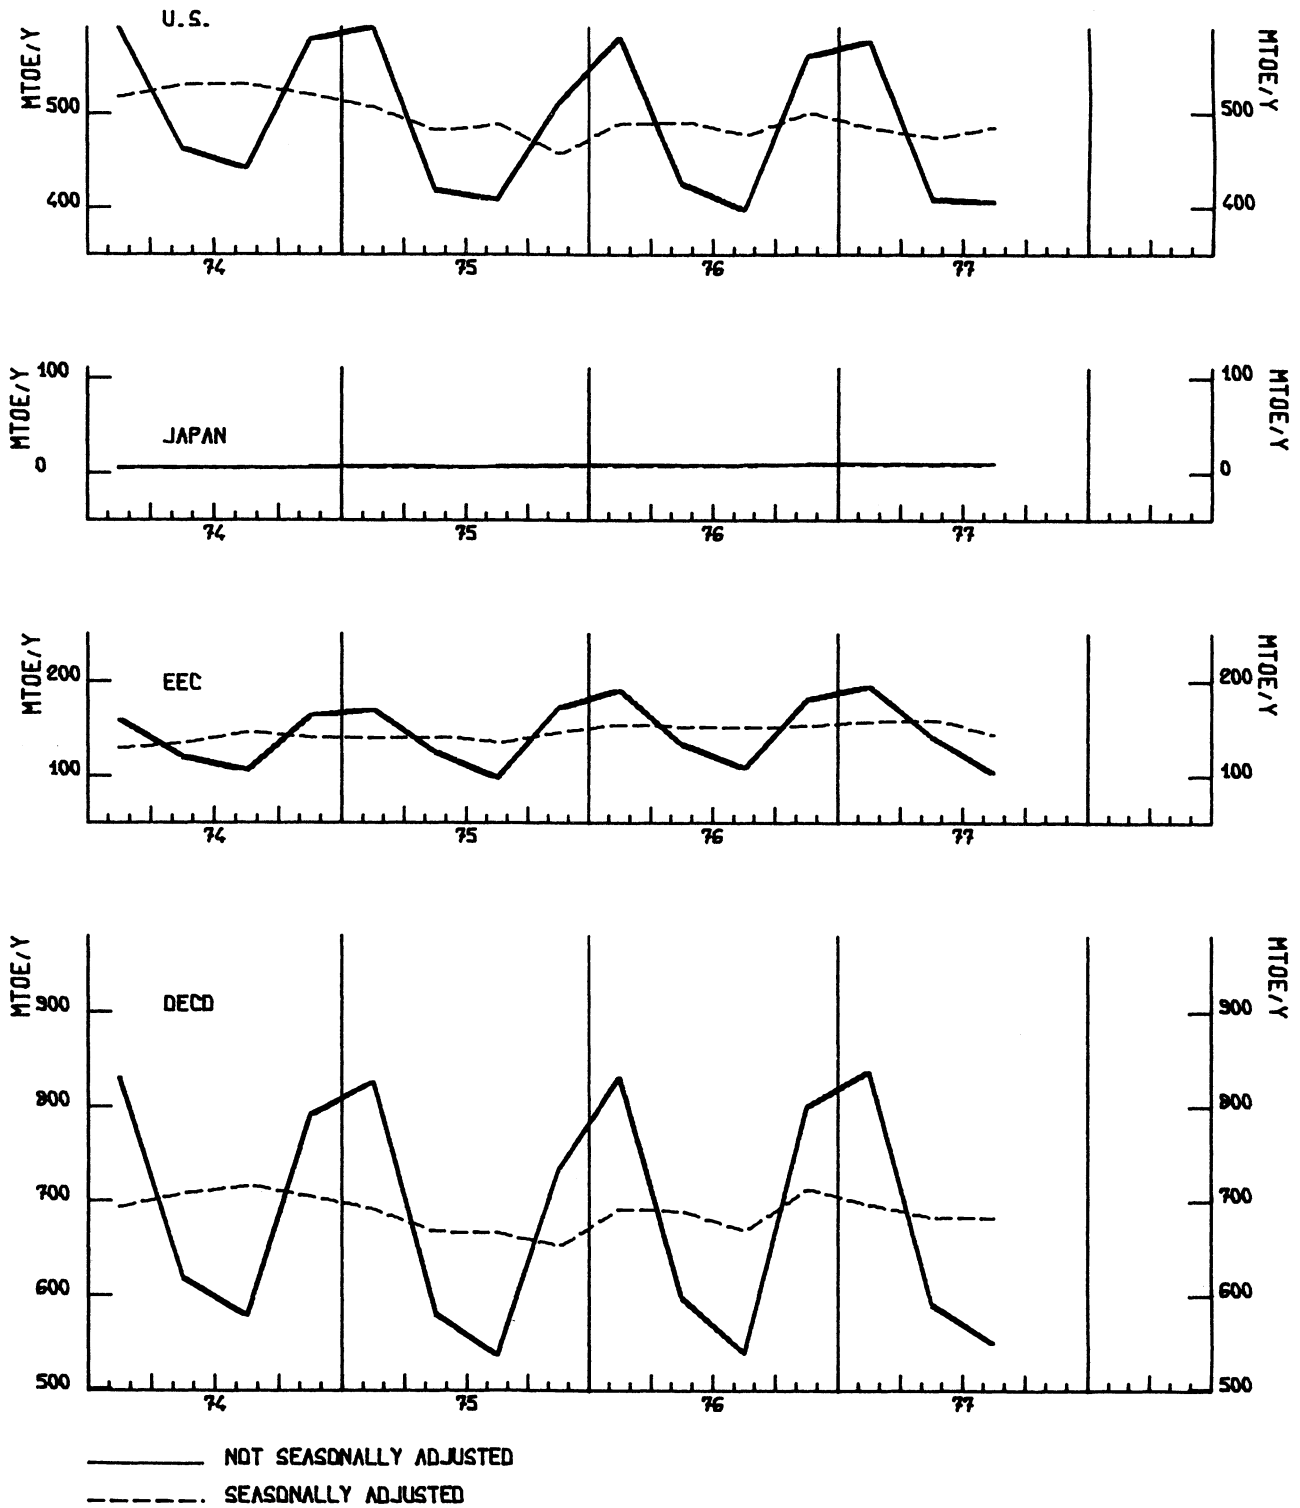 U.S.
MTOE/Y MTOE/Y
500 500
400 400
74 75 76 77
MTOE/Y MTOE/Y
100 100
JAPAN
0 0
74 75 76 77
MTOE/Y MTOE/Y
200 EEC 200
100 100
74 75 76 77
MTOE/Y MTOE/Y
900 OECD 900
800 800
700 700
600 600
500 500
74 75 76 77
NOT SEASONALLY ADJUSTED
SEASONALLY ADJUSTED